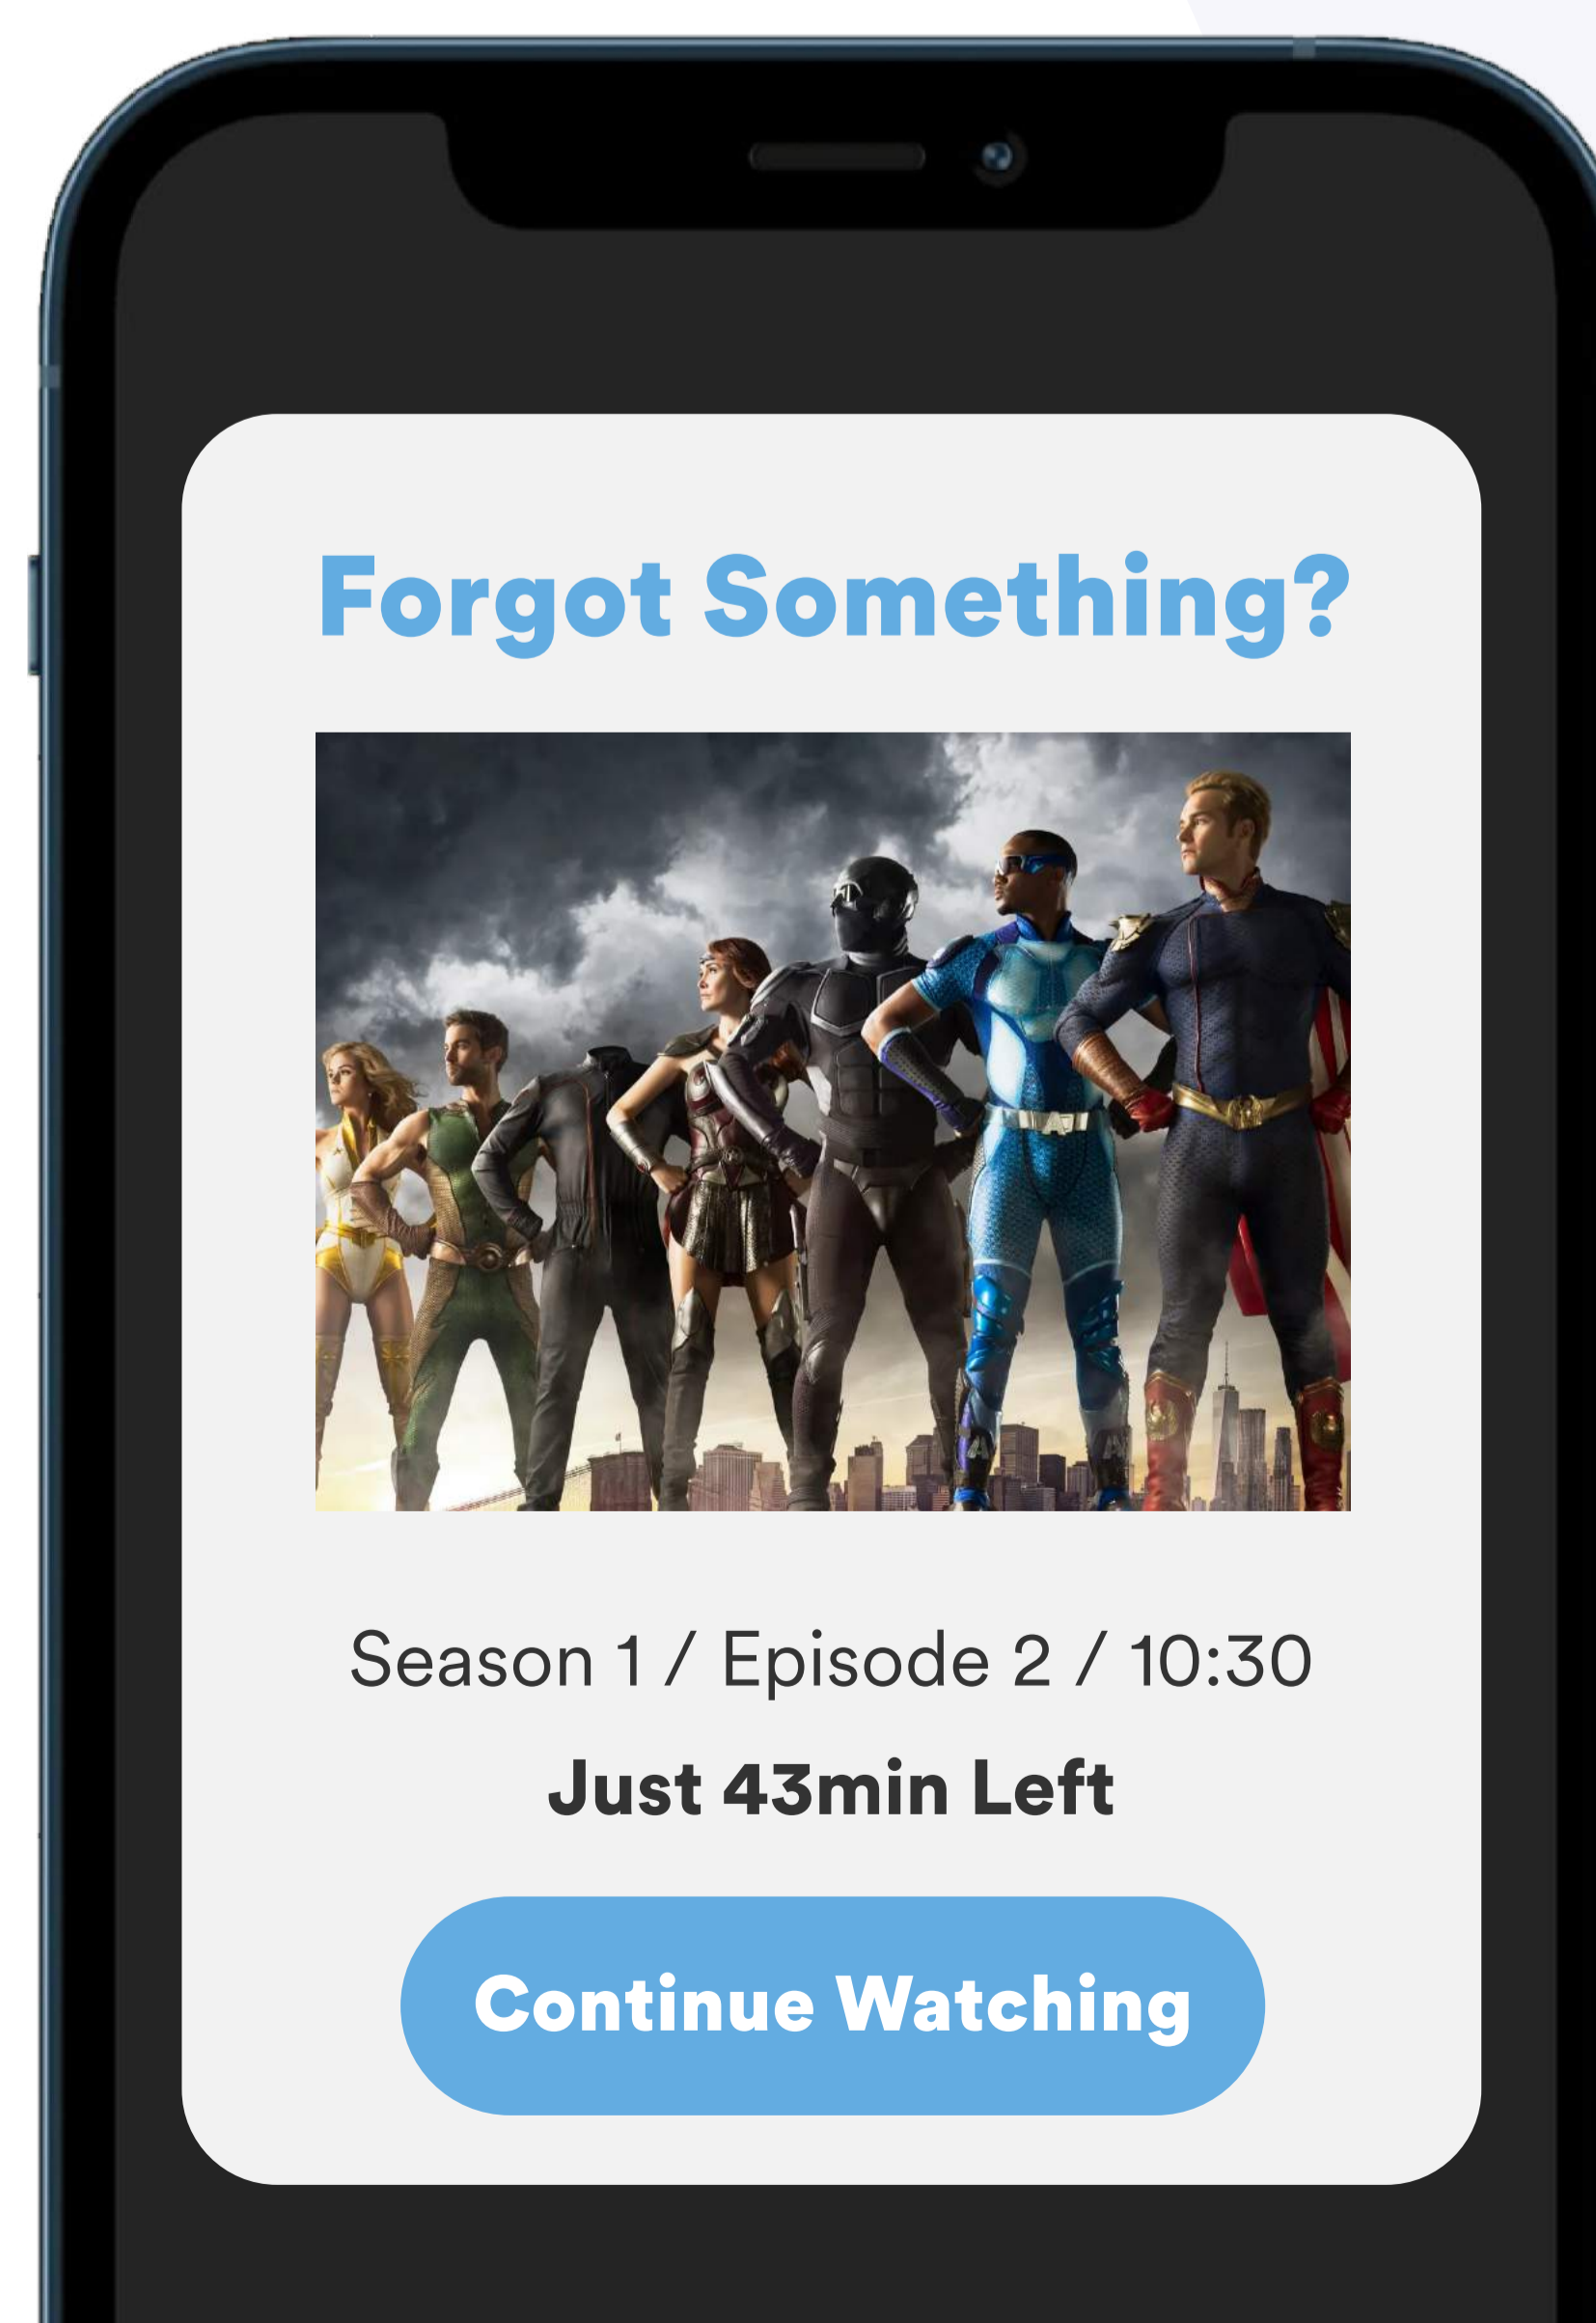 Forgot Something?
Season 1 / Episode 2 / 10:30
Just 43min Left
Continue Watching